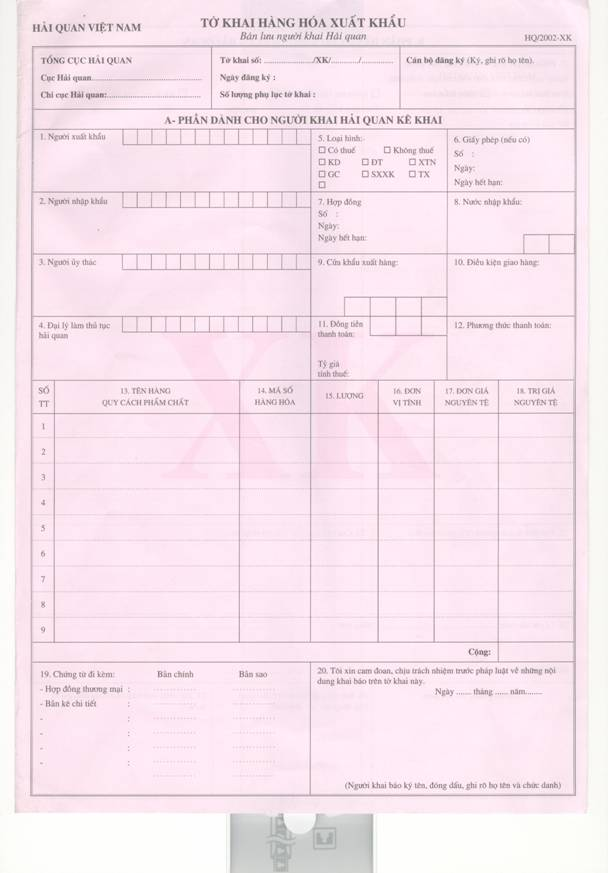 HẢI QUAN VIỆT NAM
TỜ KHAI HÀNG HÓA XUẤT KHẨU
Bản lưu người khai Hải quan
HQ/2002-XK
TỔNG CỤC HẢI QUAN
Cục Hải quan........................................
Chi cục Hải quan:...................................
Tờ khai số: ..................../XK/.........../.............
Ngày đăng ký :
Số lượng phụ lục tờ khai :
Cán bộ đăng ký (Ký, ghi rõ họ tên).
A- PHẦN DÀNH CHO NGƯỜI KHAI HẢI QUAN KÊ KHAI
1. Người xuất khẩu
5. Loại hình:
☐ Có thuế ☐ Không thuế
☐ KD ☐ ĐT ☐ XTN
☐ GC ☐ SXXK ☐ TX
☐
6. Giấy phép (nếu có)
Số :
Ngày:
Ngày hết hạn:
2. Người nhập khẩu
7. Hợp đồng
Số :
Ngày:
Ngày hết hạn:
8. Nước nhập khẩu:
3. Người ủy thác
9. Cửa khẩu xuất hàng:
10. Điều kiện giao hàng:
4. Đại lý làm thủ tục
hải quan
11. Đồng tiền
thanh toán:
Tỷ giá
tính thuế:
12. Phương thức thanh toán:
XK
SỐ
TT
13. TÊN HÀNG
QUY CÁCH PHẨM CHẤT
14. MÃ SỐ
HÀNG HÓA
15. LƯỢNG
16. ĐƠN
VỊ TÍNH
17. ĐƠN GIÁ
NGUYÊN TỆ
18. TRỊ GIÁ
NGUYÊN TỆ
1
2
3
4
5
6
7
8
9
Cộng:
19. Chứng từ đi kèm: Bản chính Bản sao
- Hợp đồng thương mại : .............. ..............
- Bản kê chi tiết : .............. ..............
- : .............. ..............
- : .............. ..............
- : .............. ..............
- : .............. ..............
20. Tôi xin cam đoan, chịu trách nhiệm trước pháp luật về những nội
dung khai báo trên tờ khai này.
Ngày ....... tháng ...... năm........
(Người khai báo ký tên, đóng dấu, ghi rõ họ tên và chức danh)